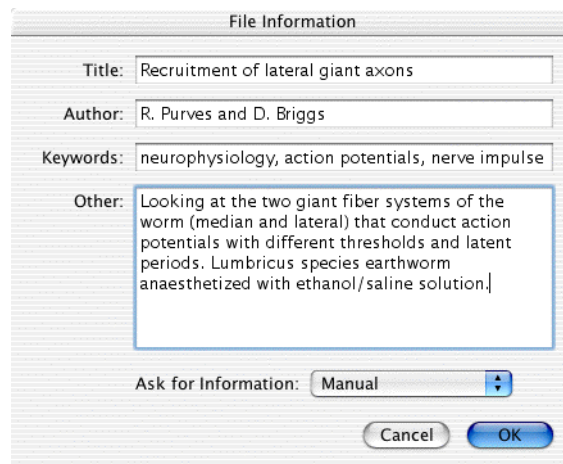 File Information
Title: Recruitment of lateral giant axons
Author: R. Purves and D. Briggs
Keywords: neurophysiology, action potentials, nerve impulse
Other: Looking at the two giant fiber systems of the
worm (median and lateral) that conduct action
potentials with different thresholds and latent
periods. Lumbricus species earthworm
anaesthetized with ethanol/saline solution.
Ask for Information: Manual
Cancel OK